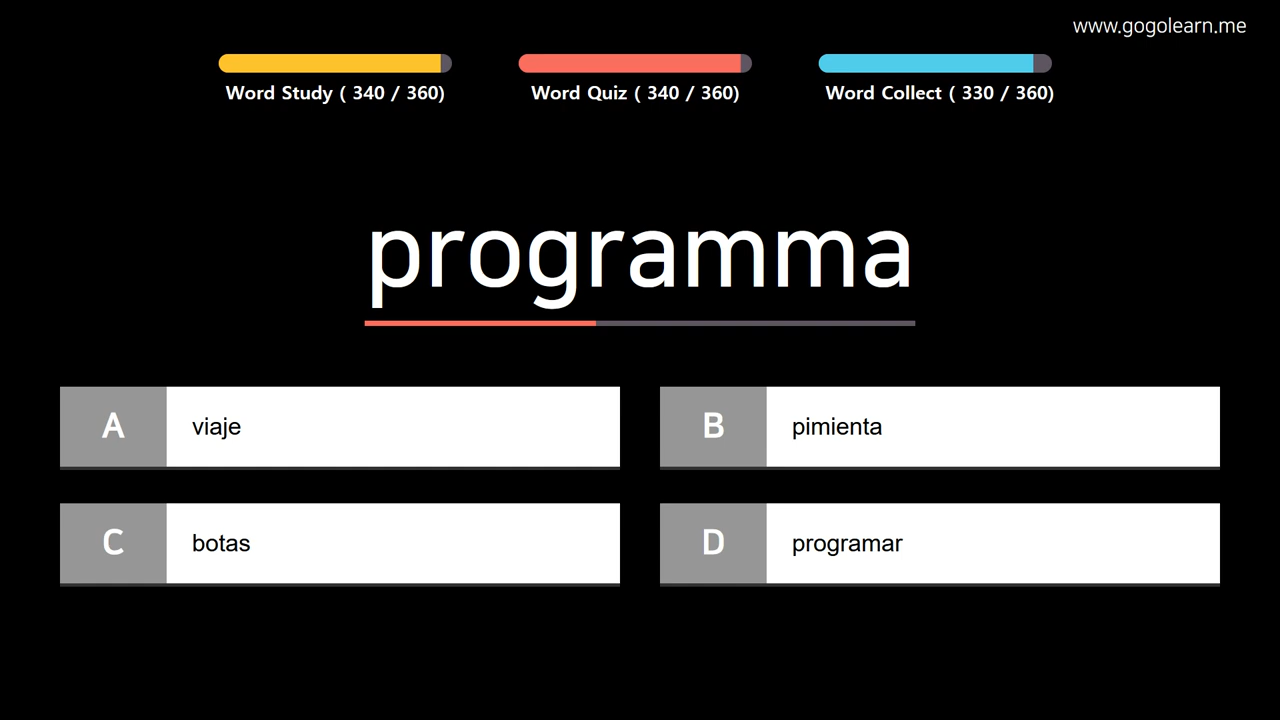 www.gogolearn.me
Word Study ( 340 / 360)
Word Quiz ( 340 / 360)
Word Collect ( 330 / 360)
programma
A viaje
B pimienta
C botas
D programar